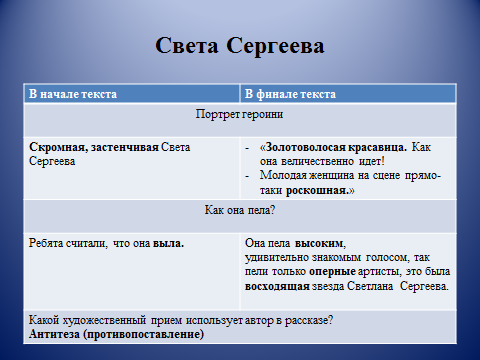 Света Сергеева
В начале текста
В финале текста
Портрет героини
Скромная, застенчивая Света
Сергеева
- «Золотоволосая красавица. Как
она величественно идет!
- Молодая женщина на сцене прямо-
таки роскошная.»
Как она пела?
Ребята считали, что она выла.
Она пела высоким,
удивительно знакомым голосом, так
пели только оперные артисты, это была
восходящая звезда Светлана Сергеева.
Какой художественный прием использует автор в рассказе?
Антитеза (противопоставление)